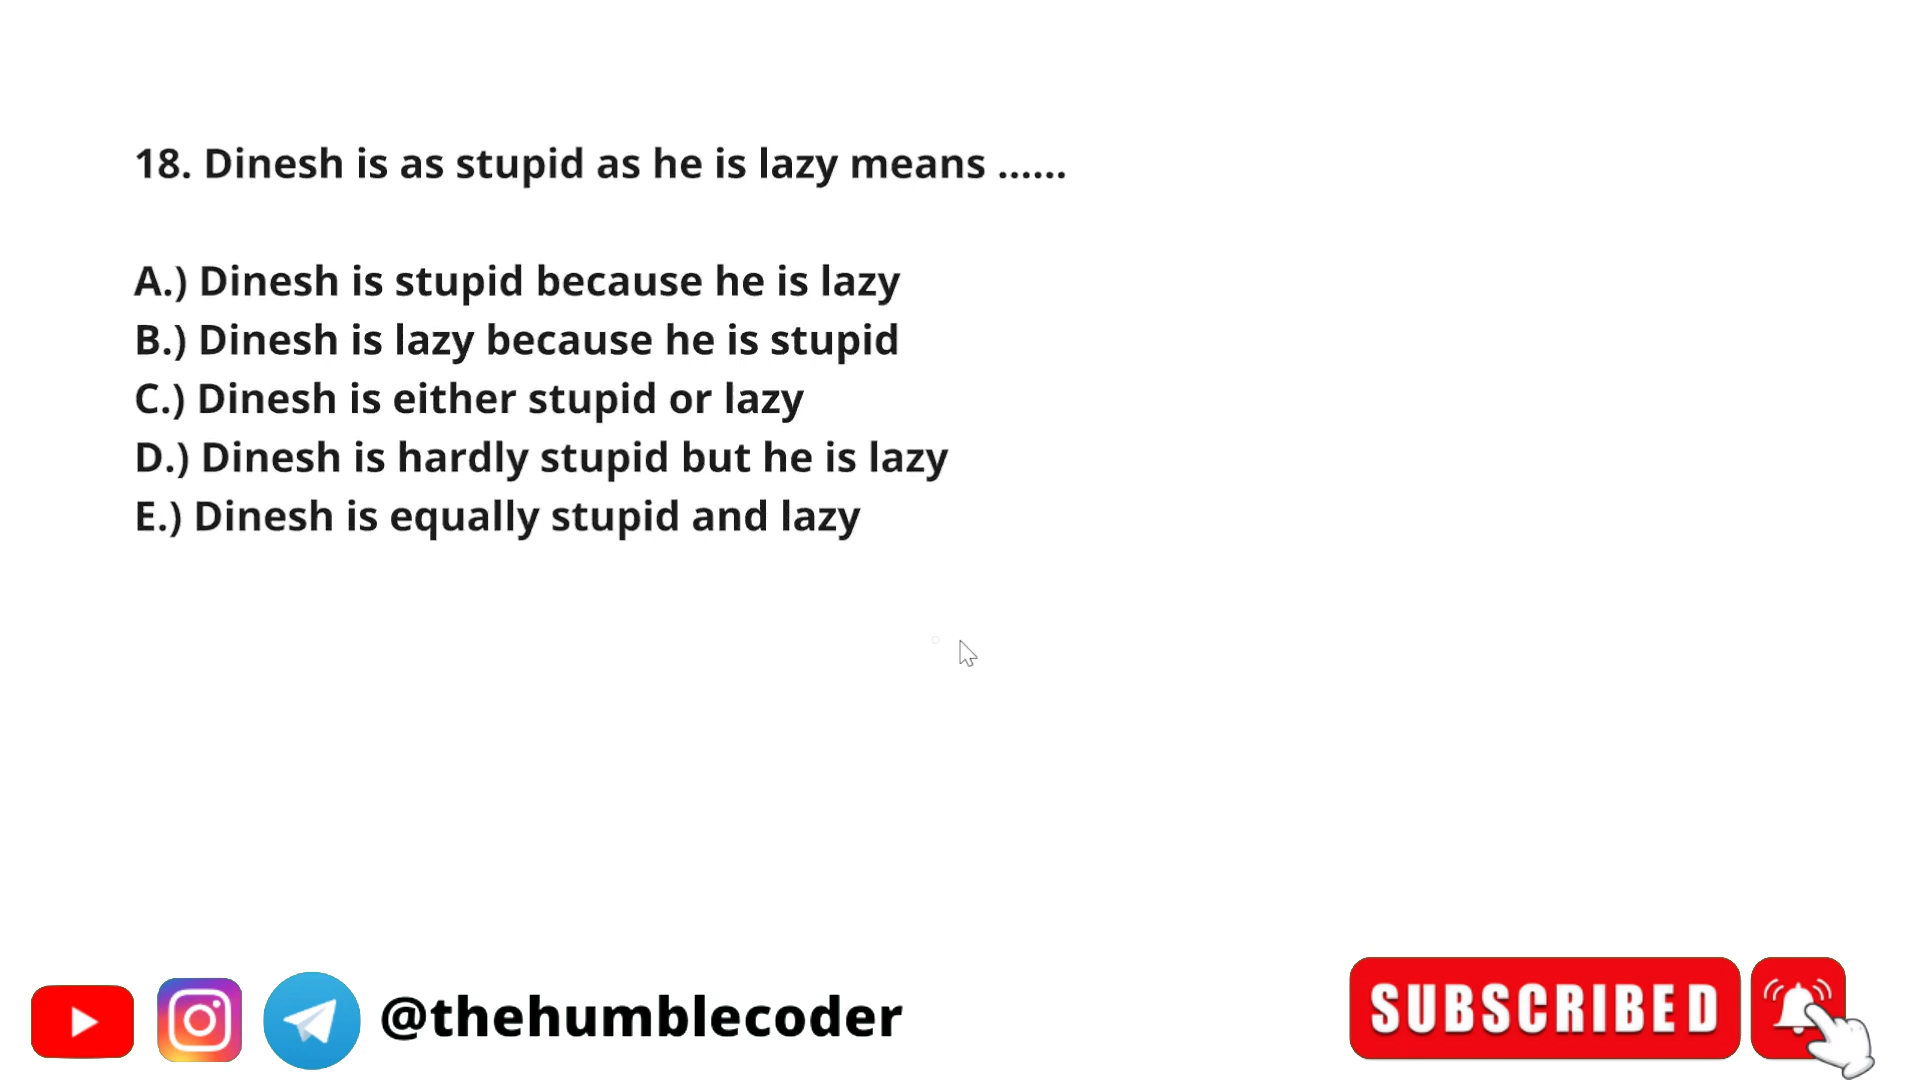 18. Dinesh is as stupid as he is lazy means ......
A.) Dinesh is stupid because he is lazy
B.) Dinesh is lazy because he is stupid
C.) Dinesh is either stupid or lazy
D.) Dinesh is hardly stupid but he is lazy
E.) Dinesh is equally stupid and lazy
@thehumblecoder
SUBSCRIBED